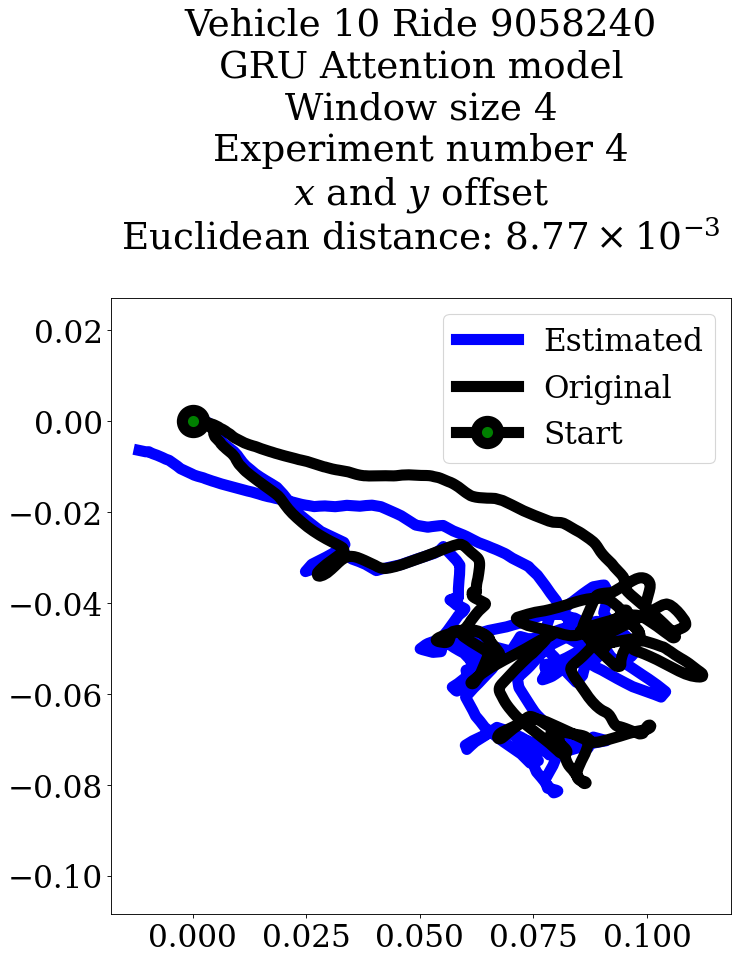 Vehicle 10 Ride 9058240
GRU Attention model
Window size 4
Experiment number 4
x and y offset
Euclidean distance: 8.77 × 10⁻³
Estimated
Original
Start
0.02
0.00
−0.02
−0.04
−0.06
−0.08
−0.10
0.000 0.025 0.050 0.075 0.100